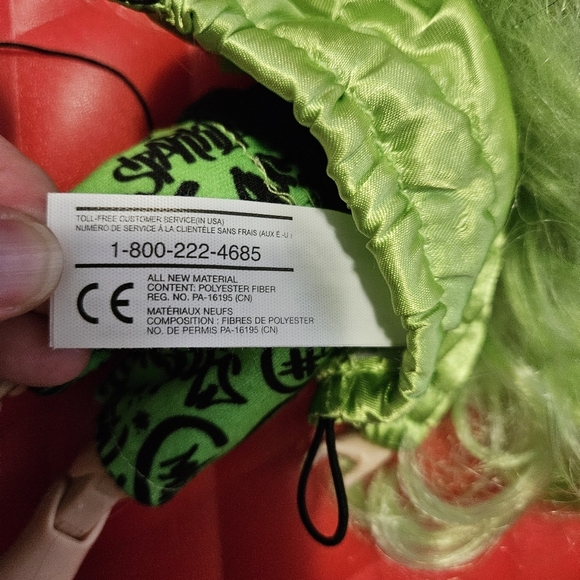 TOLL-FREE CUSTOMER SERVICE(IN USA)
NUMÉRO DE SERVICE À LA CLIENTÈLE SANS FRAIS (AUX É.-U.)
1-800-222-4685
CE
ALL NEW MATERIAL
CONTENT: POLYESTER FIBER
REG. NO. PA-16195 (CN)
MATÉRIAUX NEUFS
COMPOSITION : FIBRES DE POLYESTER
NO. DE PERMIS PA-16195 (CN)